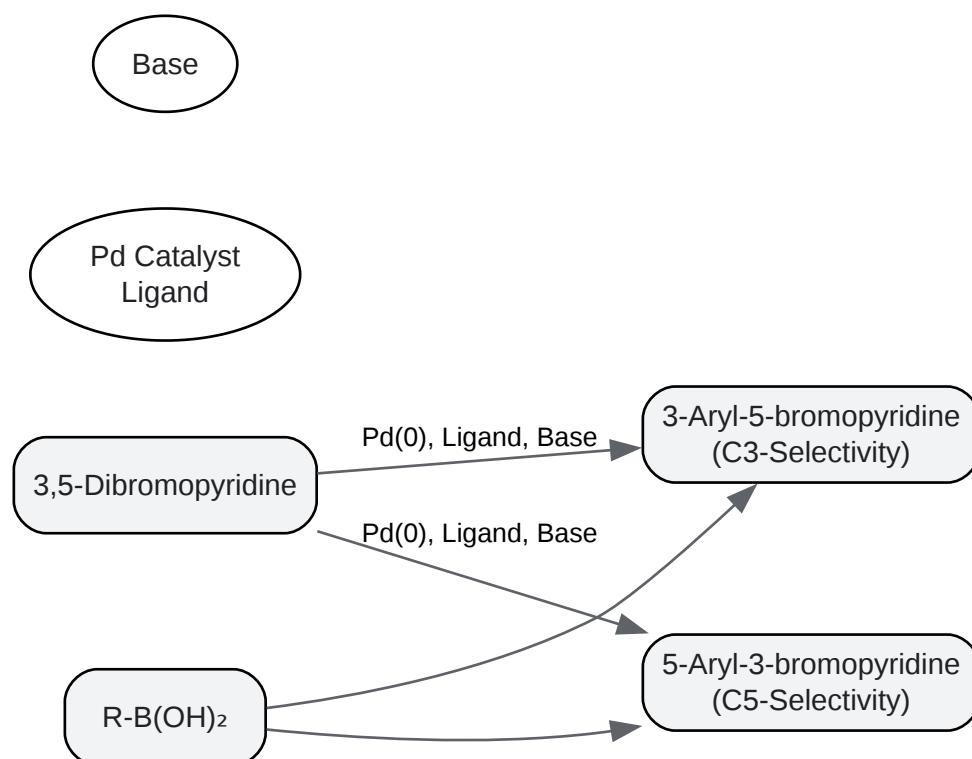 Base
Pd Catalyst
Ligand
3-Aryl-5-bromopyridine
(C3-Selectivity)
Pd(0), Ligand, Base
3,5-Dibromopyridine
Pd(0), Ligand, Base
5-Aryl-3-bromopyridine
(C5-Selectivity)
R-B(OH)₂